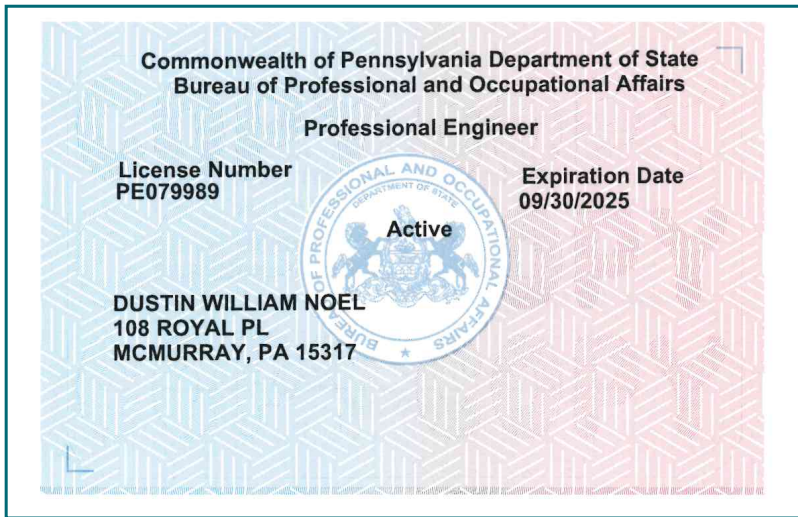 Commonwealth of Pennsylvania Department of State
Bureau of Professional and Occupational Affairs
Professional Engineer
License Number
PE079989
Expiration Date
09/30/2025
BUREAU OF PROFESSIONAL AND OCCUPATIONAL AFFAIRS
DEPARTMENT OF STATE
Active
DUSTIN WILLIAM NOEL
108 ROYAL PL
MCMURRAY, PA 15317